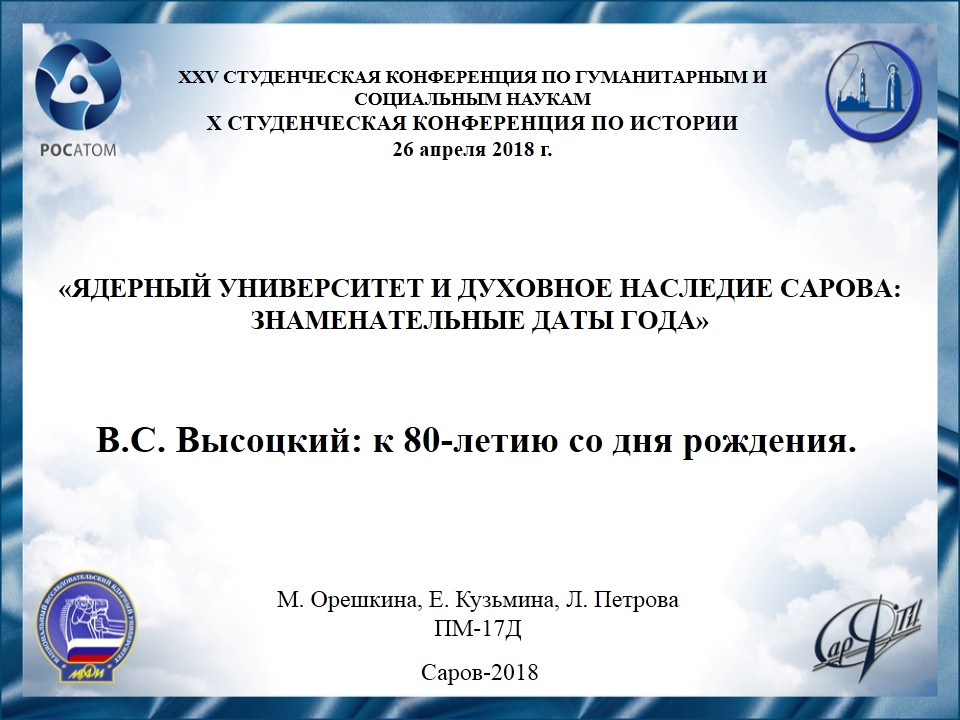 XXV СТУДЕНЧЕСКАЯ КОНФЕРЕНЦИЯ ПО ГУМАНИТАРНЫМ И
СОЦИАЛЬНЫМ НАУКАМ
X СТУДЕНЧЕСКАЯ КОНФЕРЕНЦИЯ ПО ИСТОРИИ
26 апреля 2018 г.
РОСАТОМ
«ЯДЕРНЫЙ УНИВЕРСИТЕТ И ДУХОВНОЕ НАСЛЕДИЕ САРОВА:
ЗНАМЕНАТЕЛЬНЫЕ ДАТЫ ГОДА»
В.С. Высоцкий: к 80-летию со дня рождения.
М. Орешкина, Е. Кузьмина, Л. Петрова
ПМ-17Д
Саров-2018
НАЦИОНАЛЬНЫЙ ИССЛЕДОВАТЕЛЬСКИЙ ЯДЕРНЫЙ УНИВЕРСИТЕТ
МИФИ
СарФТИ